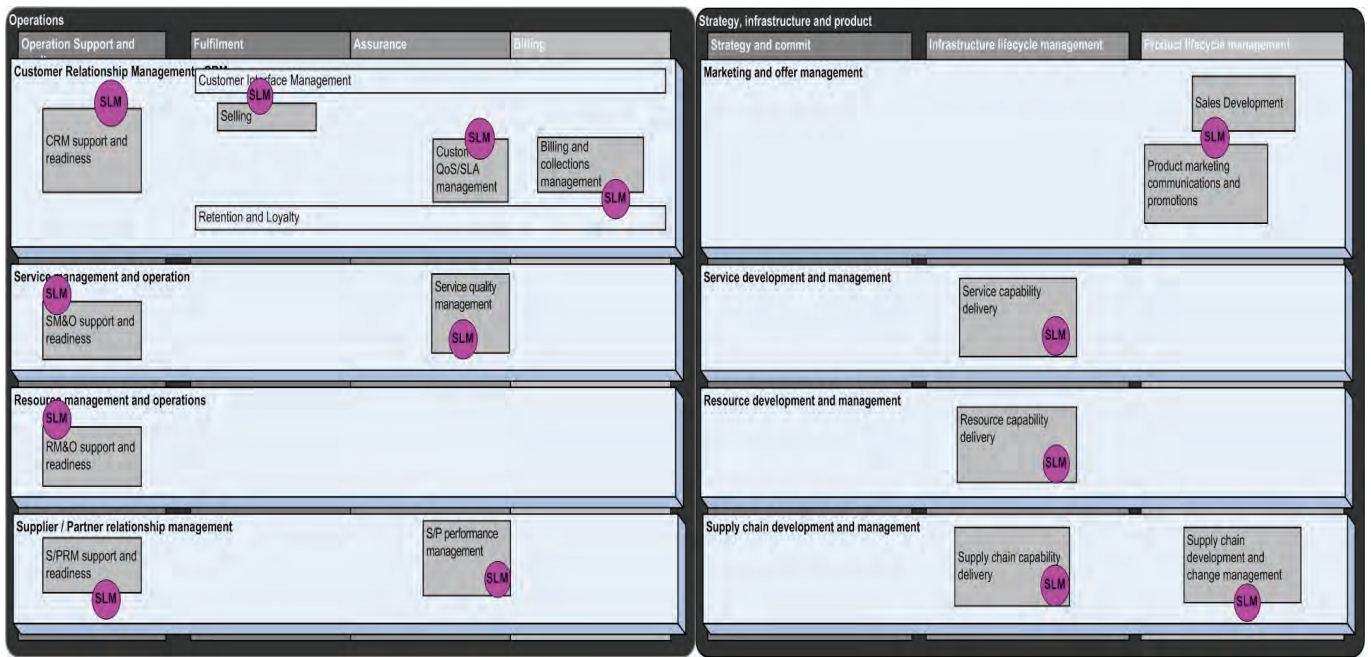 Operations
Operation Support and
Fulfilment
Assurance
Billing
Customer Relationship Management
Customer Interface Management
SLM
SLM
Selling
CRM support and
readiness
SLM
QoS/SLA
management
Billing and
collections
management
SLM
Retention and Loyalty
Service management and operation
SLM
SM&O support and
readiness
Service quality
management
SLM
Resource management and operations
SLM
RM&O support and
readiness
Supplier / Partner relationship management
S/PRM support and
readiness
SLM
S/P performance
management
SLM
Strategy, infrastructure and product
Strategy and commit
Infrastructure lifecycle management
Product lifecycle management
Marketing and offer management
Sales Development
SLM
Product marketing
communications and
promotions
Service development and management
Service capability
delivery
SLM
Resource development and management
Resource capability
delivery
SLM
Supply chain development and management
Supply chain capability
delivery
SLM
Supply chain
development and
change management
SLM